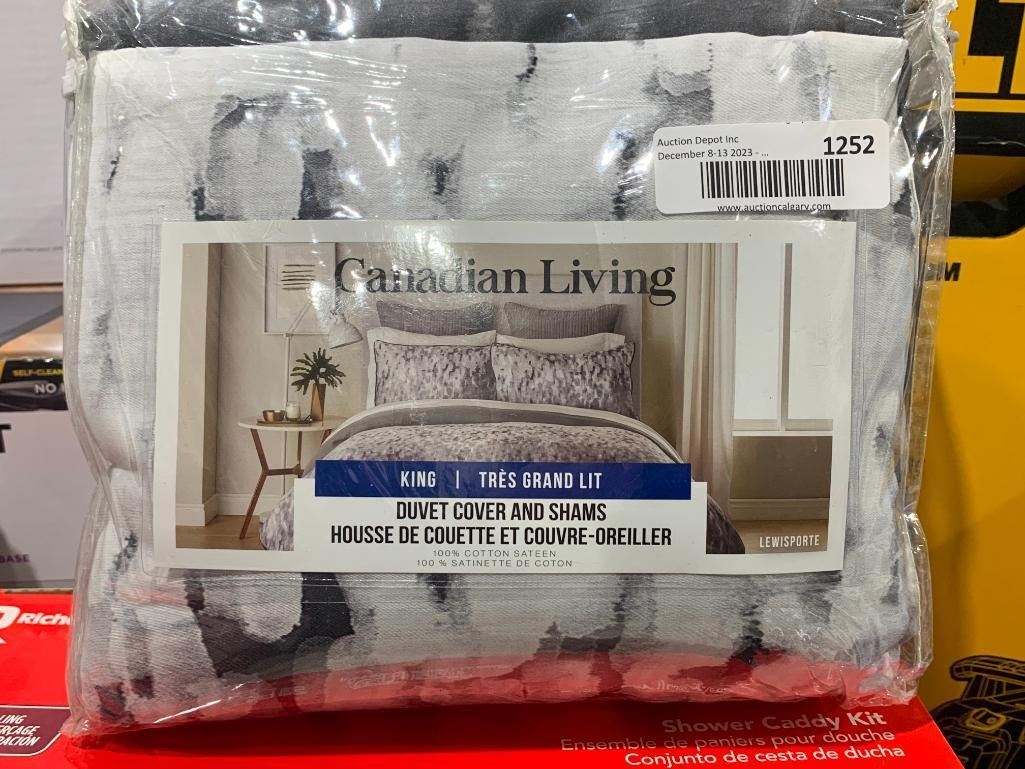 Auction Depot Inc
December 8-13 2023 - ...
1252
www.auctioncalgary.com
Canadian Living
KING | TRÈS GRAND LIT
DUVET COVER AND SHAMS
HOUSSE DE COUETTE ET COUVRE-OREILLER
100% COTTON SATEEN
100 % SATINETTE DE COTON
LEWISPORTE
SELF-CLEAN
NO
M
T
BASE
Shower Caddy Kit
Ensemble de paniers pour douche
Conjunto de cesta de ducha